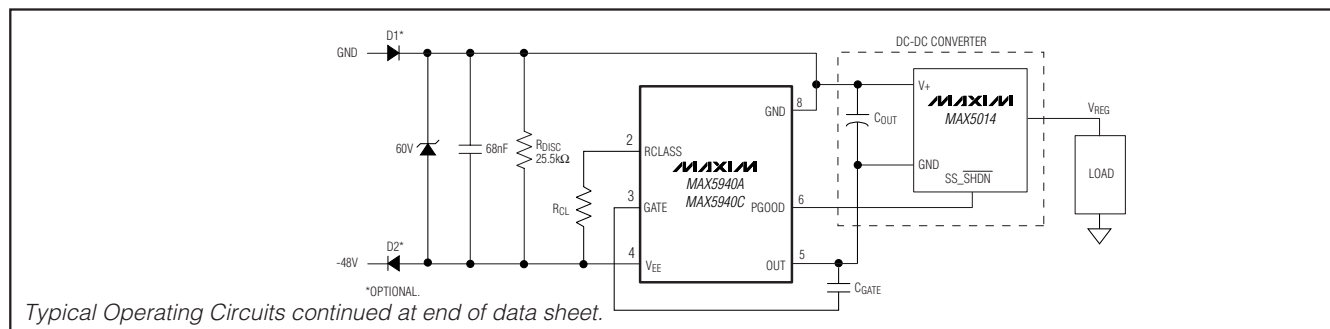 DC-DC CONVERTER
D1*
GND
V+
MAXIM
MAX5014
VREG
8
GND
COUT
60V
68nF
RDISC
25.5kΩ
2
RCLASS
MAXIM
MAX5940A
MAX5940C
GND
SS_SHDN
LOAD
RCL
3
GATE
PGOOD
6
D2*
-48V
4
VEE
OUT
5
CGATE
*OPTIONAL.
Typical Operating Circuits continued at end of data sheet.